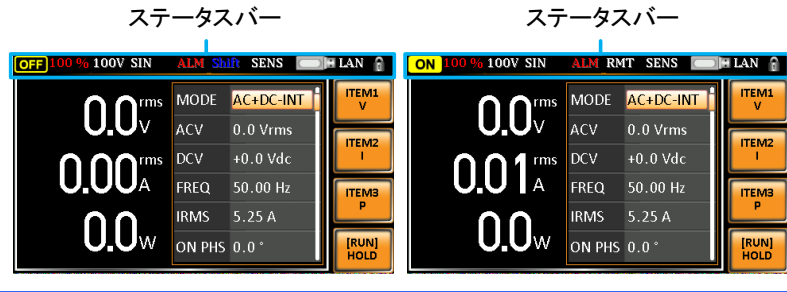 ステータスバー
OFF 100 % 100V SIN ALM Shift SENS LAN
0.0 rms V
0.00 rms A
0.0 W
MODE AC+DC-INT
ACV 0.0 Vrms
DCV +0.0 Vdc
FREQ 50.00 Hz
IRMS 5.25 A
ON PHS 0.0 °
ITEM1
V
ITEM2
I
ITEM3
P
[RUN]
HOLD
ステータスバー
ON 100 % 100V SIN ALM RMT SENS LAN
0.0 rms V
0.01 rms A
0.0 W
MODE AC+DC-INT
ACV 0.0 Vrms
DCV +0.0 Vdc
FREQ 50.00 Hz
IRMS 5.25 A
ON PHS 0.0 °
ITEM1
V
ITEM2
I
ITEM3
P
[RUN]
HOLD